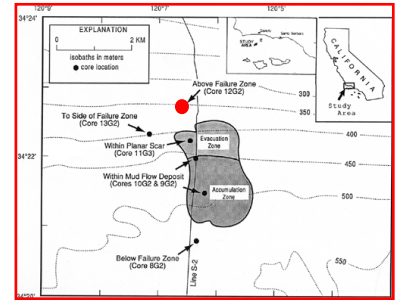 120°8' 120°7 120°5'
34°24'
EXPLANATION
0 2 KM
isobaths in meters
● core location
STUDY AREA
CALIFORNIA
Study Area
Above Failure Zone
(Core 12G2)
300
350
To Side of Failure Zone
(Core 13G2)
400
Evacuation Zone
Within Planar Scar
(Core 11G3)
34°22'
450
Within Mud Flow Deposit
(Cores 10G2 & 9G2)
Accumulation Zone
500
Below Failure Zone
(Core 8G2)
Line S-2
550
34°20'